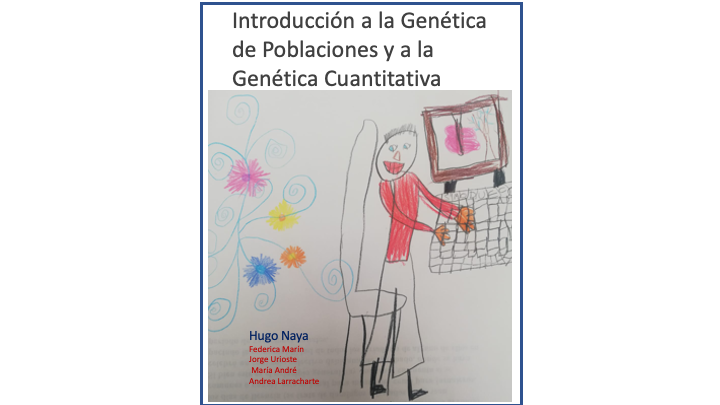 Introducción a la Genética
de Poblaciones y a la
Genética Cuantitativa
Hugo Naya
Federica Marín
Jorge Urioste
María André
Andrea Larracharte